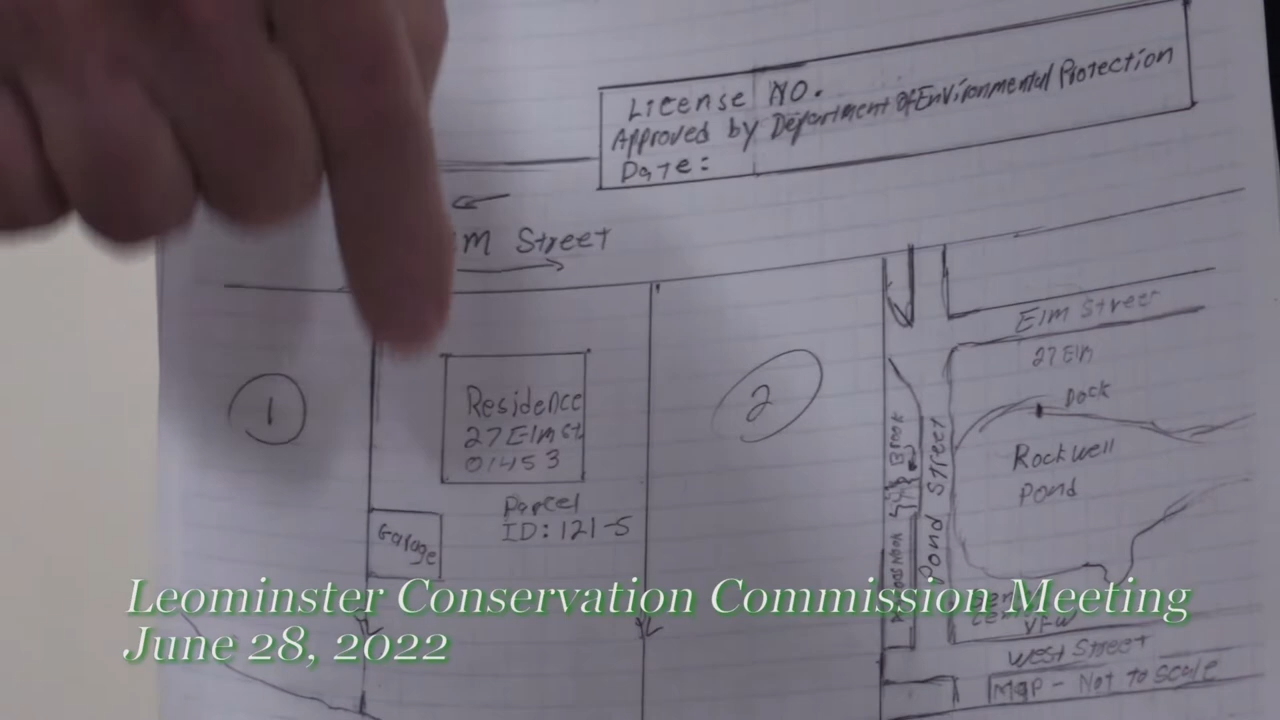 License NO.
Approved by Department Of Environmental Protection
Date:
m Street
Elm Street
27 Elm
Dock
1
Residence
27 Elm St
01453
2
Brook
Pond Street
Rockwell
Pond
Parcel
ID: 121-5
Garage
Leominster Conservation Commission Meeting
June 28, 2022
VFW
West Street
Map - Not to scale